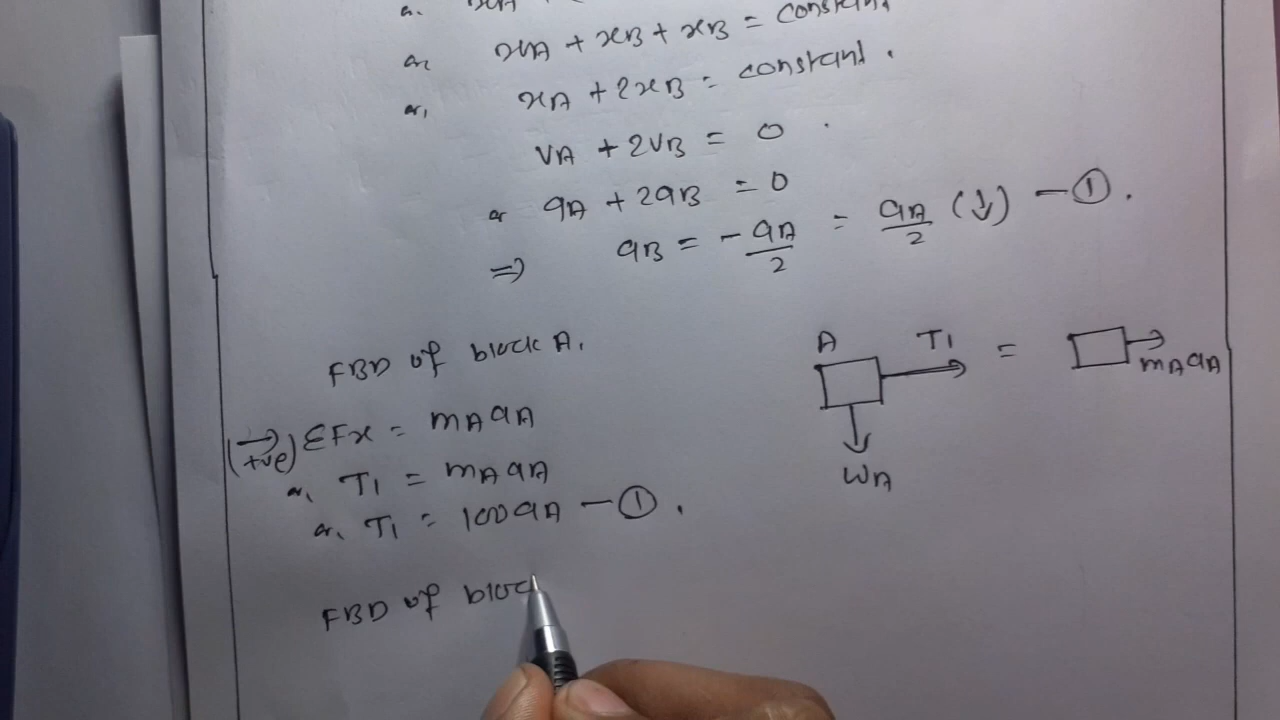 xA + xB + xB = constant
or, xA + 2xB = constant.
VA + 2VB = 0.
or aA + 2aB = 0
=> aB = -aA/2 = aA/2 (↓) — ①.
FBD of block A.
A T1 = mAaA
WA
(→ +ve) ΣFx = mAaA
or, T1 = mAaA
or, T1 = 100aA — ①.
FBD of bloc